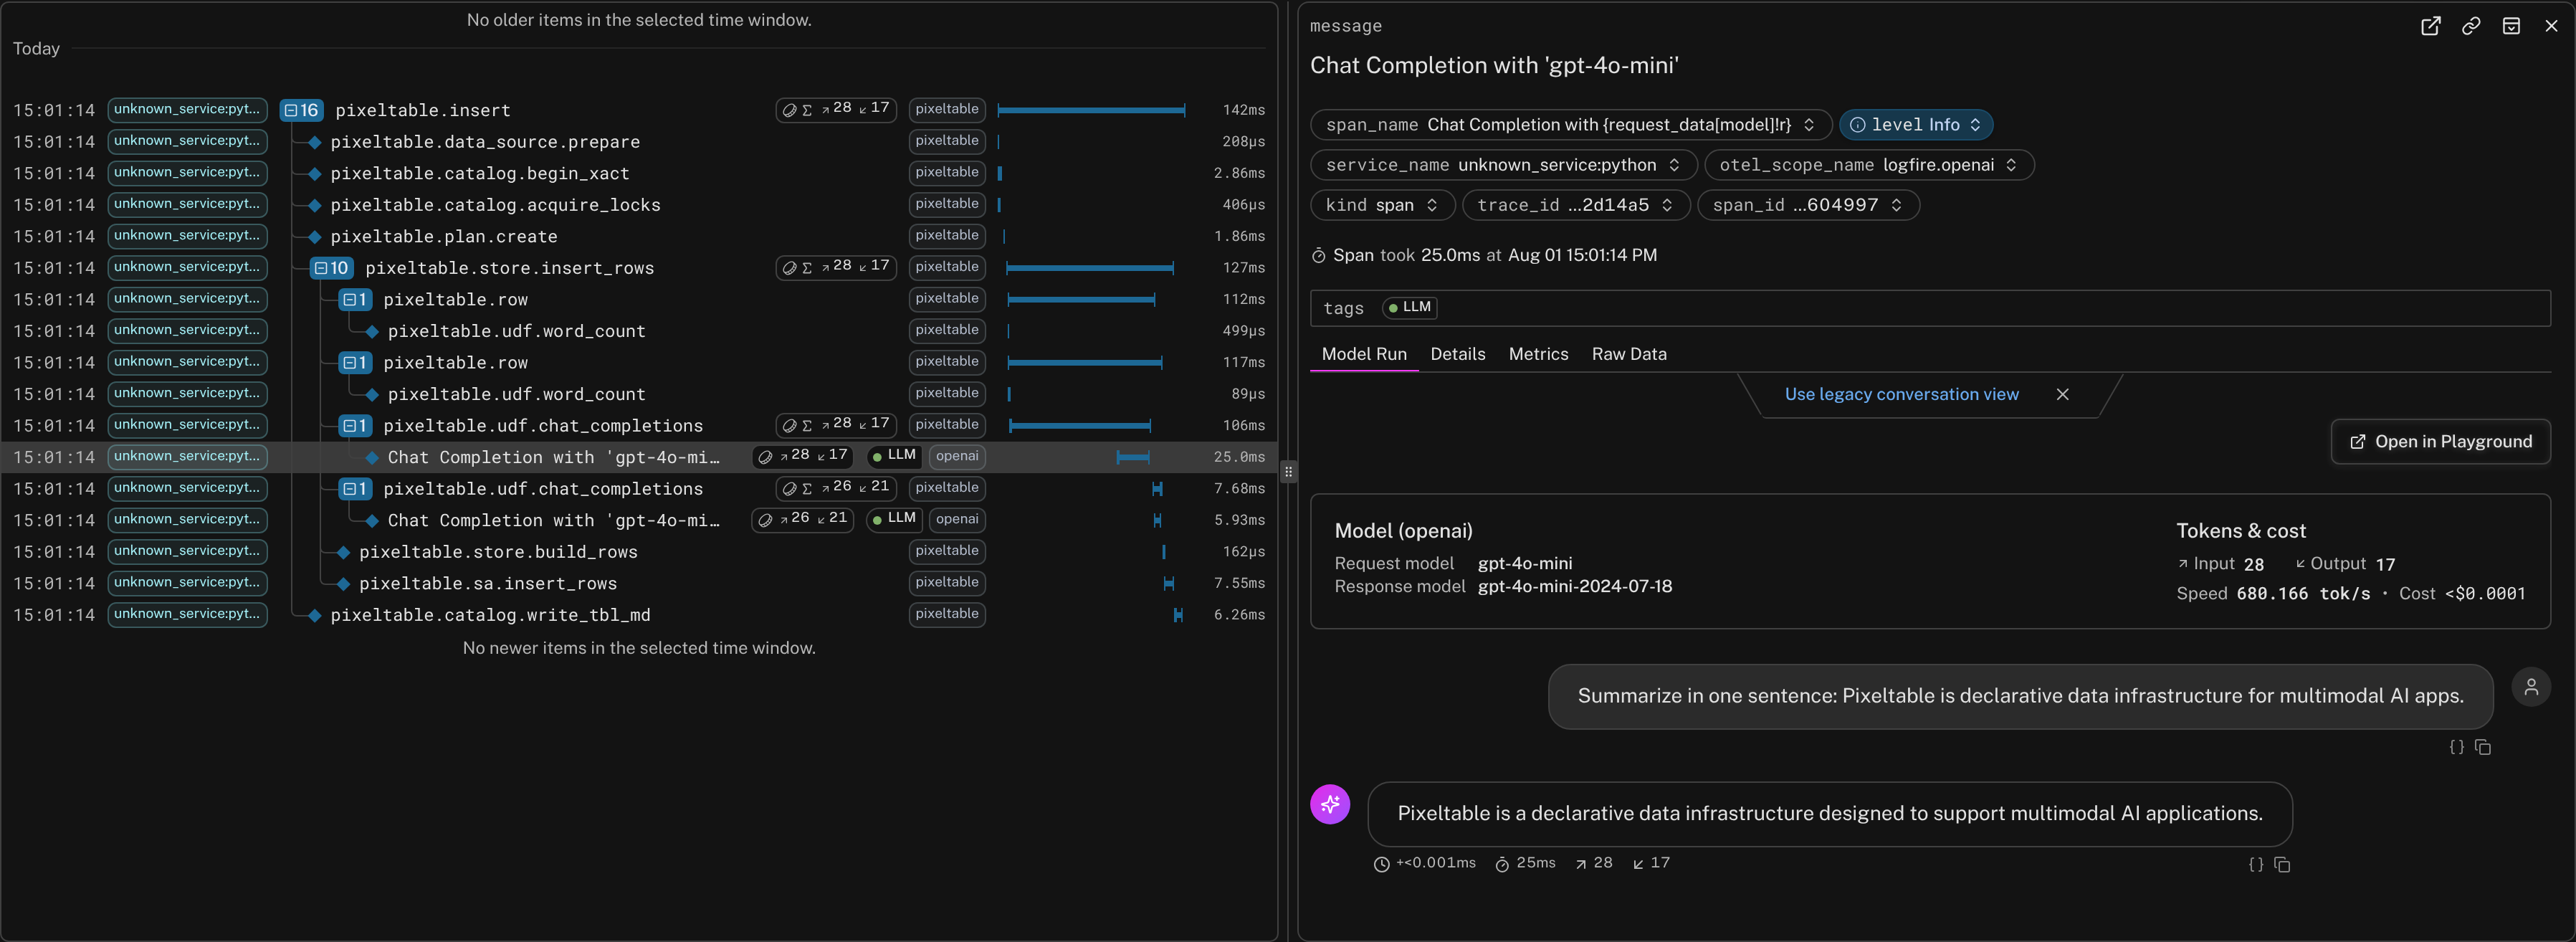 No older items in the selected time window.
Today
15:01:14 unknown_service:pyt... 16 pixeltable.insert Σ 28 17 pixeltable 142ms
15:01:14 unknown_service:pyt... pixeltable.data_source.prepare pixeltable 208µs
15:01:14 unknown_service:pyt... pixeltable.catalog.begin_xact pixeltable 2.86ms
15:01:14 unknown_service:pyt... pixeltable.catalog.acquire_locks pixeltable 406µs
15:01:14 unknown_service:pyt... pixeltable.plan.create pixeltable 1.86ms
15:01:14 unknown_service:pyt... 10 pixeltable.store.insert_rows Σ 28 17 pixeltable 127ms
15:01:14 unknown_service:pyt... 1 pixeltable.row pixeltable 112ms
15:01:14 unknown_service:pyt... pixeltable.udf.word_count pixeltable 499µs
15:01:14 unknown_service:pyt... 1 pixeltable.row pixeltable 117ms
15:01:14 unknown_service:pyt... pixeltable.udf.word_count pixeltable 89µs
15:01:14 unknown_service:pyt... 1 pixeltable.udf.chat_completions Σ 28 17 pixeltable 106ms
15:01:14 unknown_service:pyt... Chat Completion with 'gpt-4o-mi... 28 17 LLM openai 25.0ms
15:01:14 unknown_service:pyt... 1 pixeltable.udf.chat_completions Σ 26 21 pixeltable 7.68ms
15:01:14 unknown_service:pyt... Chat Completion with 'gpt-4o-mi... 26 21 LLM openai 5.93ms
15:01:14 unknown_service:pyt... pixeltable.store.build_rows pixeltable 162µs
15:01:14 unknown_service:pyt... pixeltable.sa.insert_rows pixeltable 7.55ms
15:01:14 unknown_service:pyt... pixeltable.catalog.write_tbl_md pixeltable 6.26ms
No newer items in the selected time window.
message
Chat Completion with 'gpt-4o-mini'
span_name Chat Completion with {request_data[model]!r} level Info
service_name unknown_service:python otel_scope_name logfire.openai
kind span trace_id ...2d14a5 span_id ...604997
Span took 25.0ms at Aug 01 15:01:14 PM
tags LLM
Model Run Details Metrics Raw Data
Use legacy conversation view
Open in Playground
Model (openai) Tokens & cost
Request model gpt-4o-mini Input 28 Output 17
Response model gpt-4o-mini-2024-07-18 Speed 680.166 tok/s · Cost <$0.0001
Summarize in one sentence: Pixeltable is declarative data infrastructure for multimodal AI apps.
{}
Pixeltable is a declarative data infrastructure designed to support multimodal AI applications.
+<0.001ms 25ms 28 17 {}